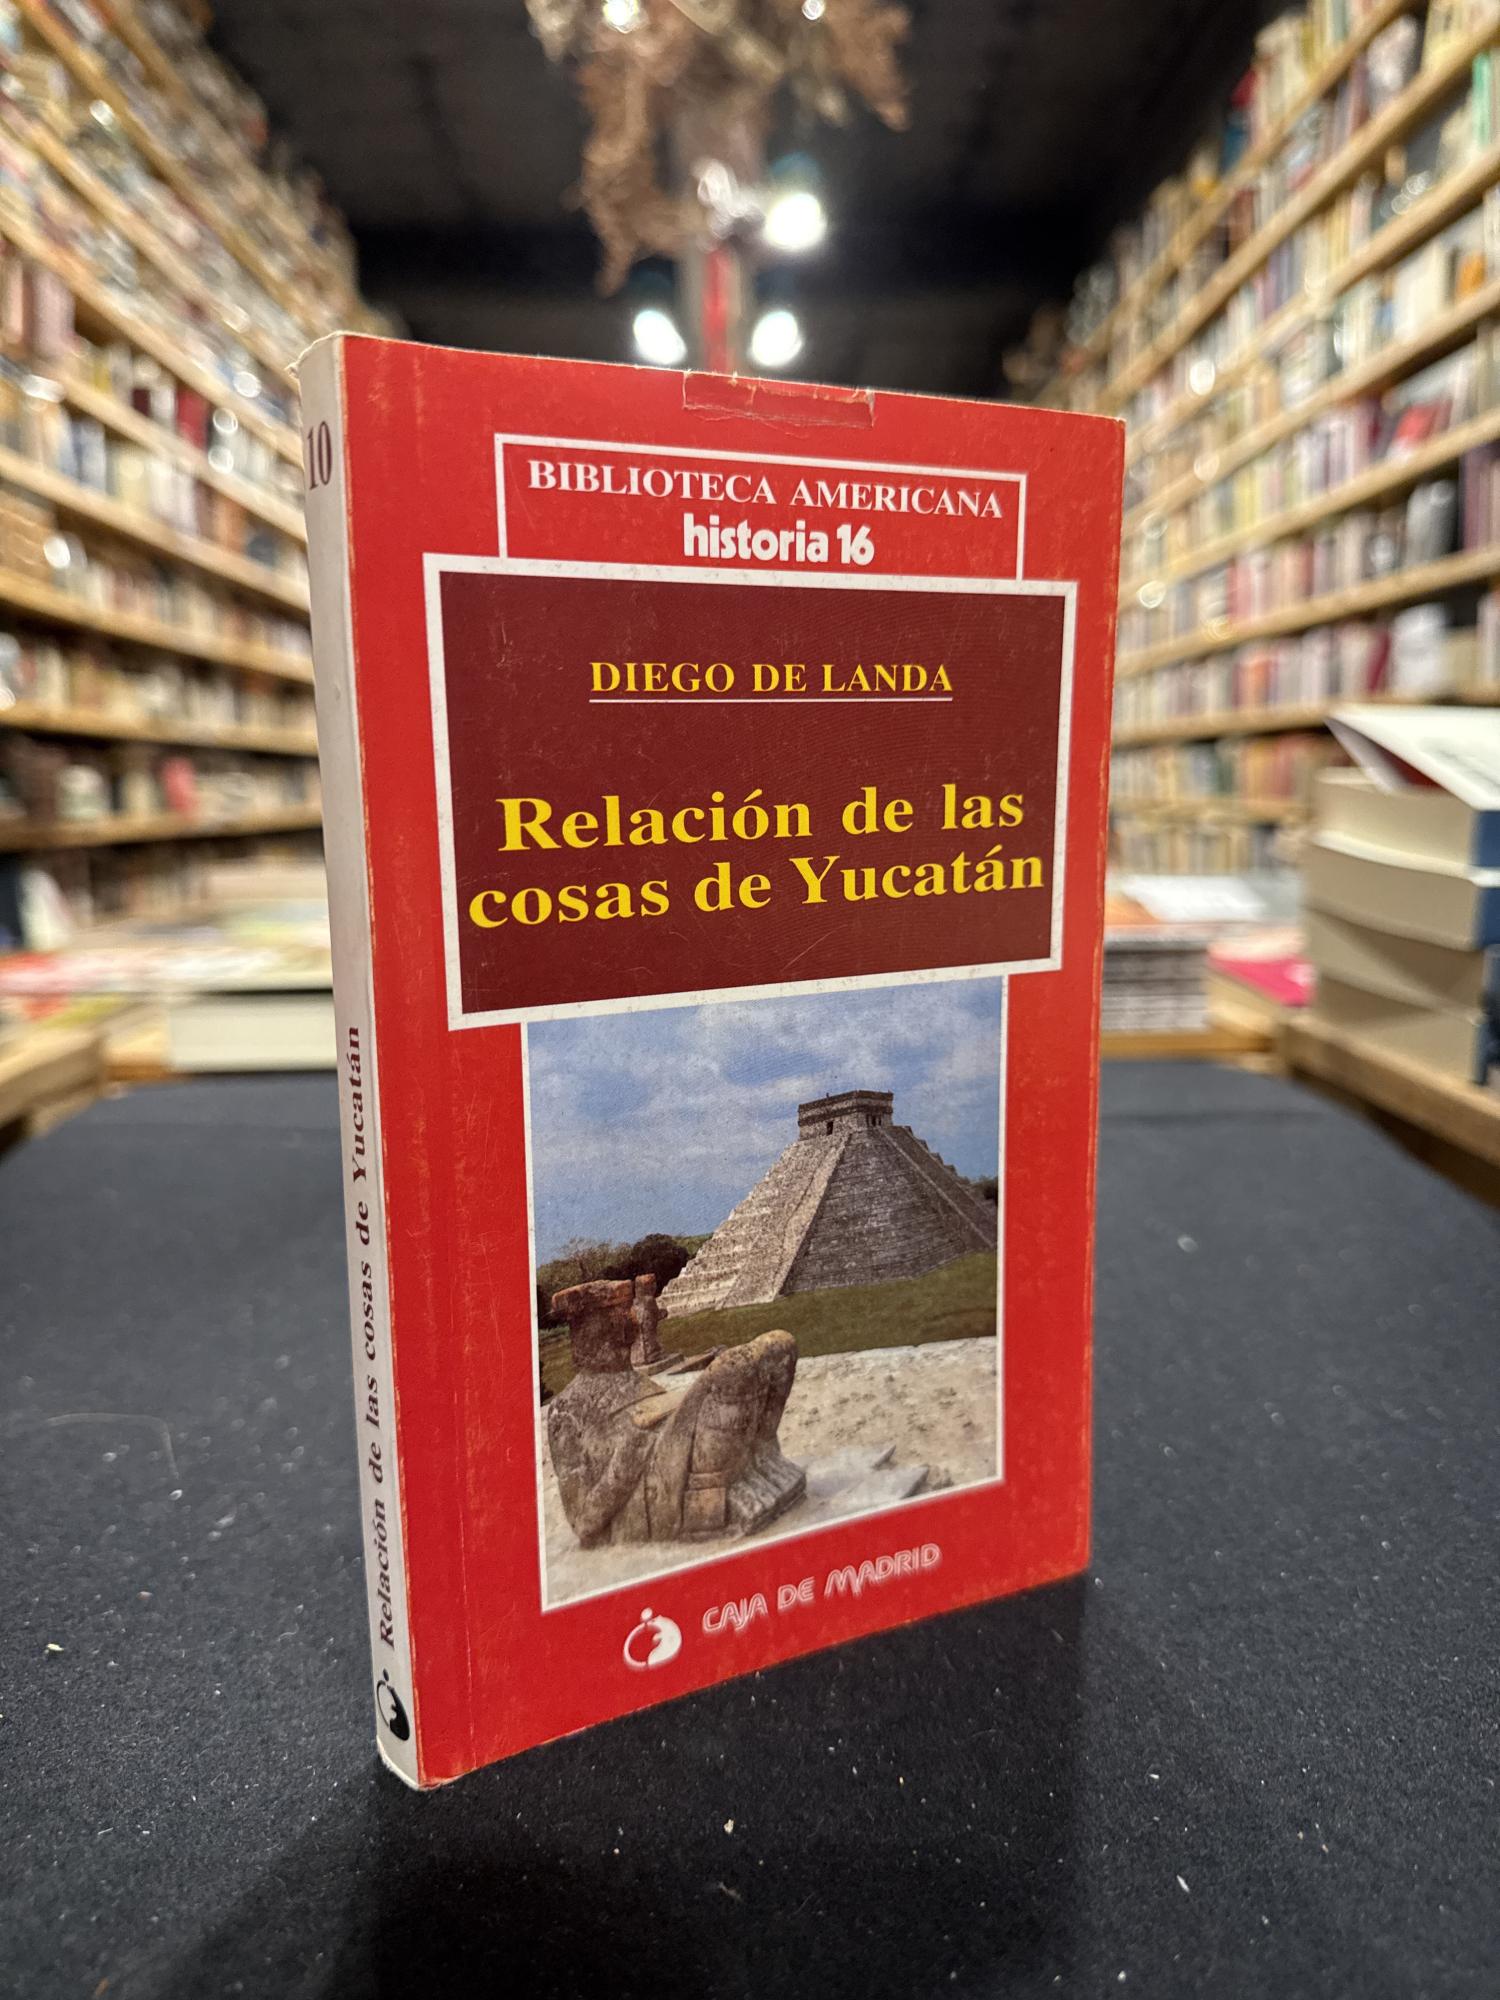 10
Relación de las cosas de Yucatán
BIBLIOTECA AMERICANA
historia 16
DIEGO DE LANDA
Relación de las
cosas de Yucatán
CAJA DE MADRID